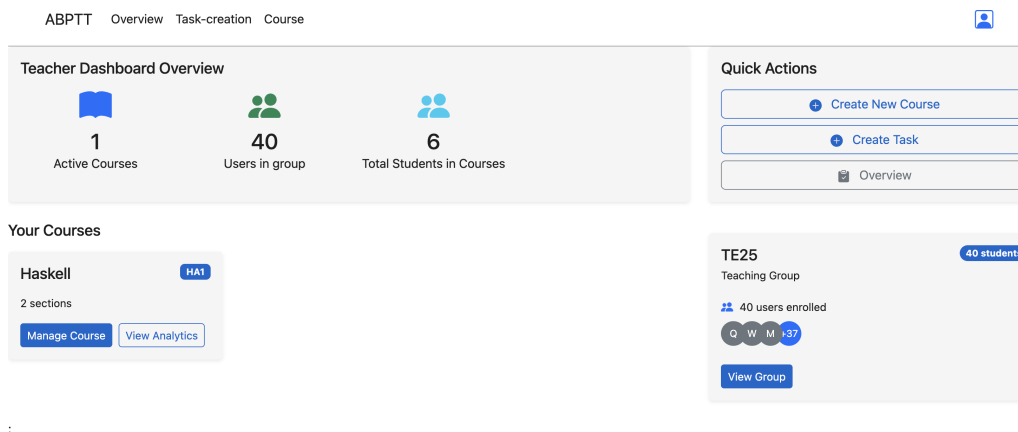 ABPTT Overview Task-creation Course
Teacher Dashboard Overview
1
Active Courses
40
Users in group
6
Total Students in Courses
Quick Actions
Create New Course
Create Task
Overview
Your Courses
Haskell HA1
2 sections
Manage Course View Analytics
TE25 40 students
Teaching Group
40 users enrolled
Q W M +37
View Group
: